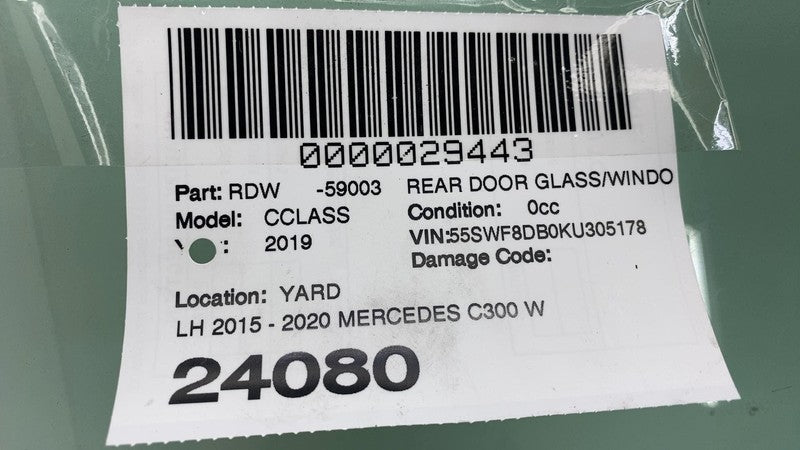 0000029443
Part: RDW -59003 REAR DOOR GLASS/WINDO
Model: CCLASS Condition: 0cc
: 2019 VIN:55SWF8DB0KU305178
Damage Code:
Location: YARD
LH 2015 - 2020 MERCEDES C300 W
24080